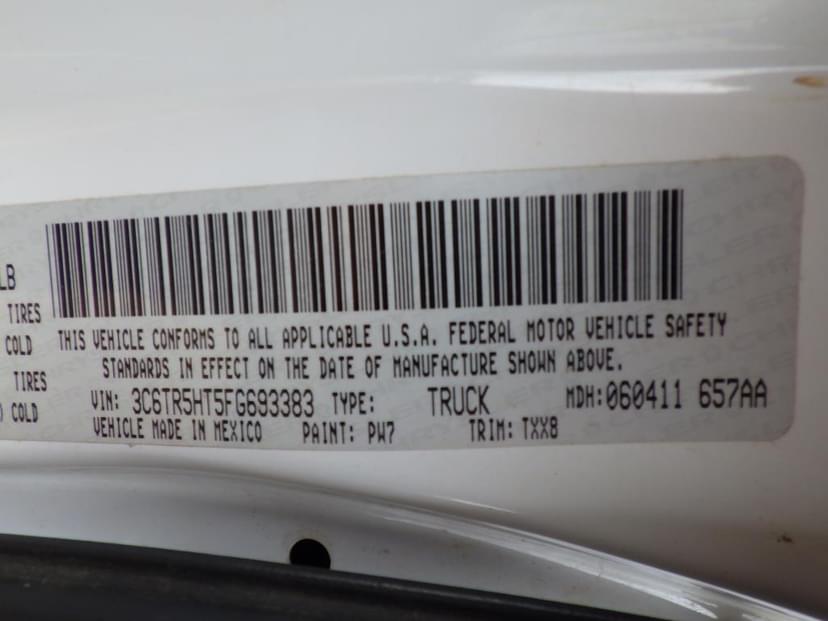 LB
TIRES
COLD
TIRES
) COLD
THIS VEHICLE CONFORMS TO ALL APPLICABLE U.S.A. FEDERAL MOTOR VEHICLE SAFETY
STANDARDS IN EFFECT ON THE DATE OF MANUFACTURE SHOWN ABOVE.
VIN: 3C6TR5HT5FG693383 TYPE: TRUCK MDH:060411 657AA
VEHICLE MADE IN MEXICO PAINT: PW7 TRIM: TXX8